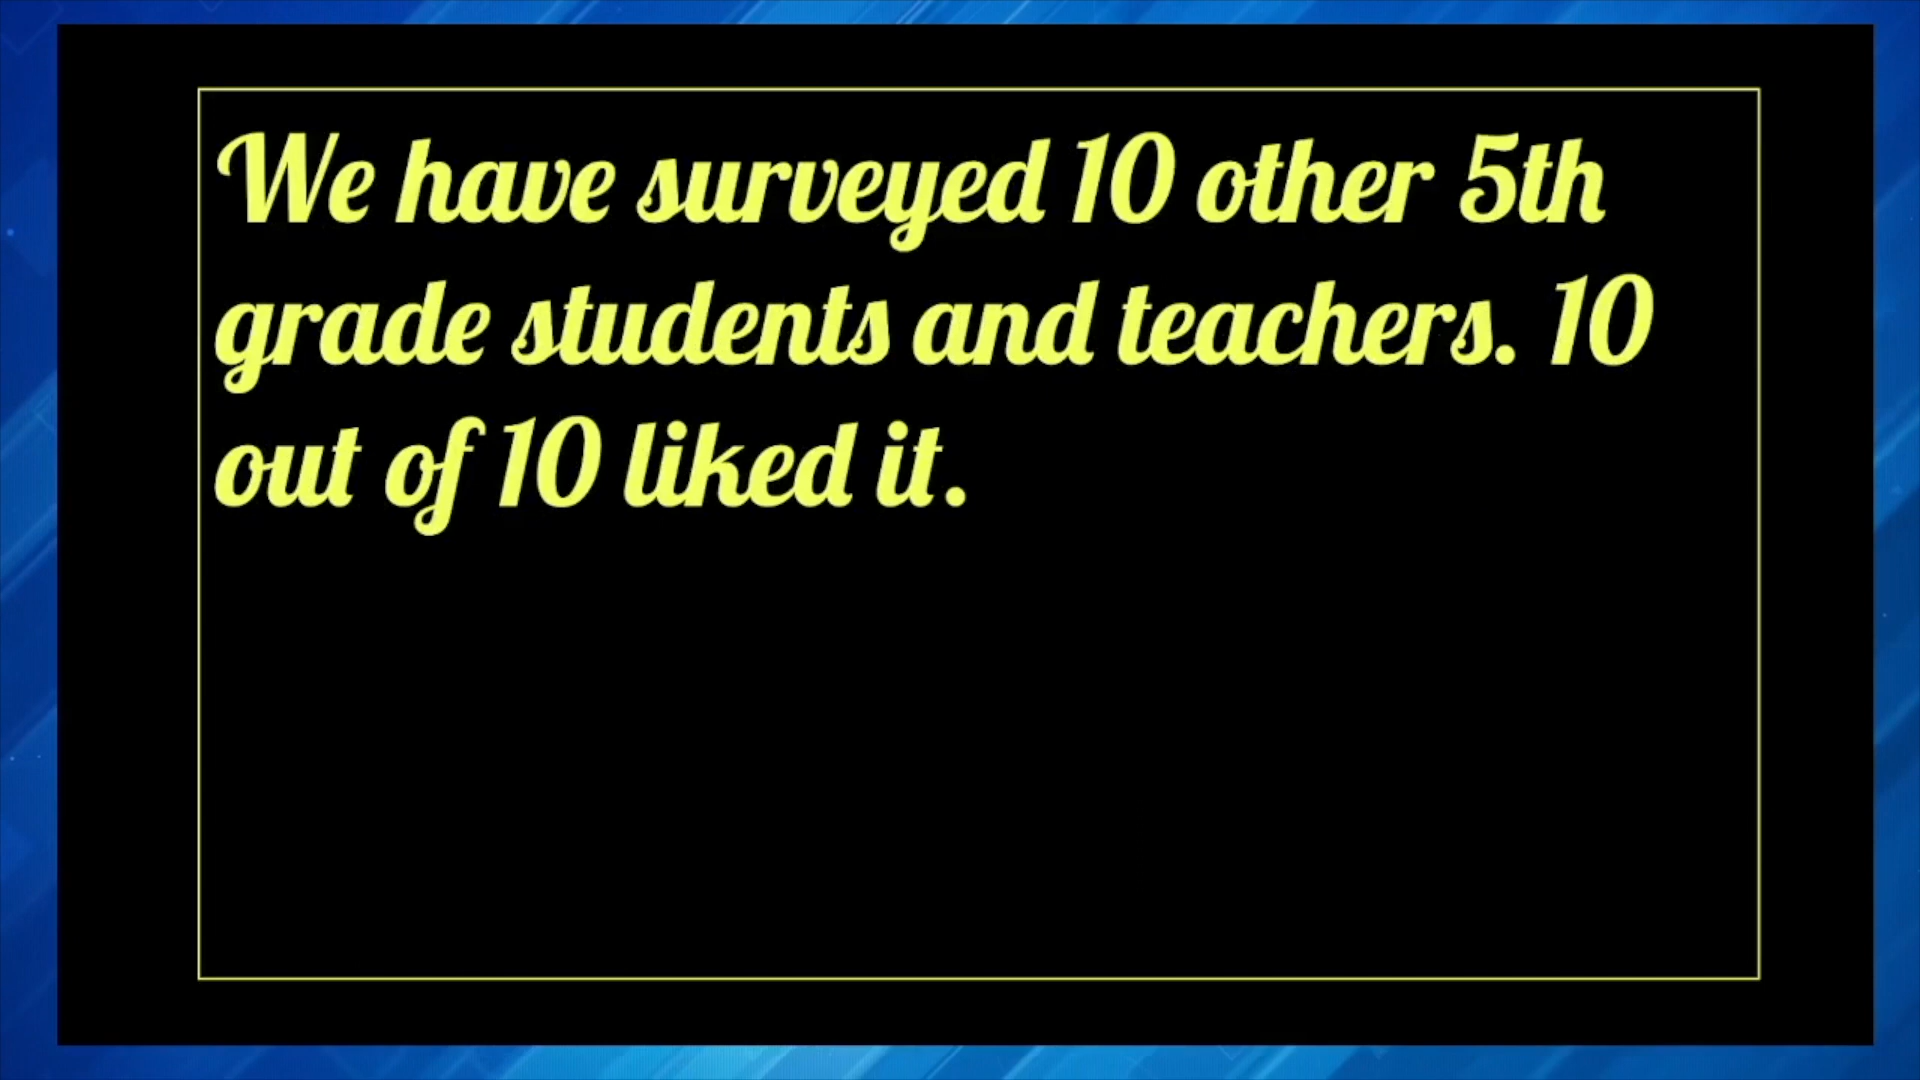 We have surveyed 10 other 5th
grade students and teachers. 10
out of 10 liked it.